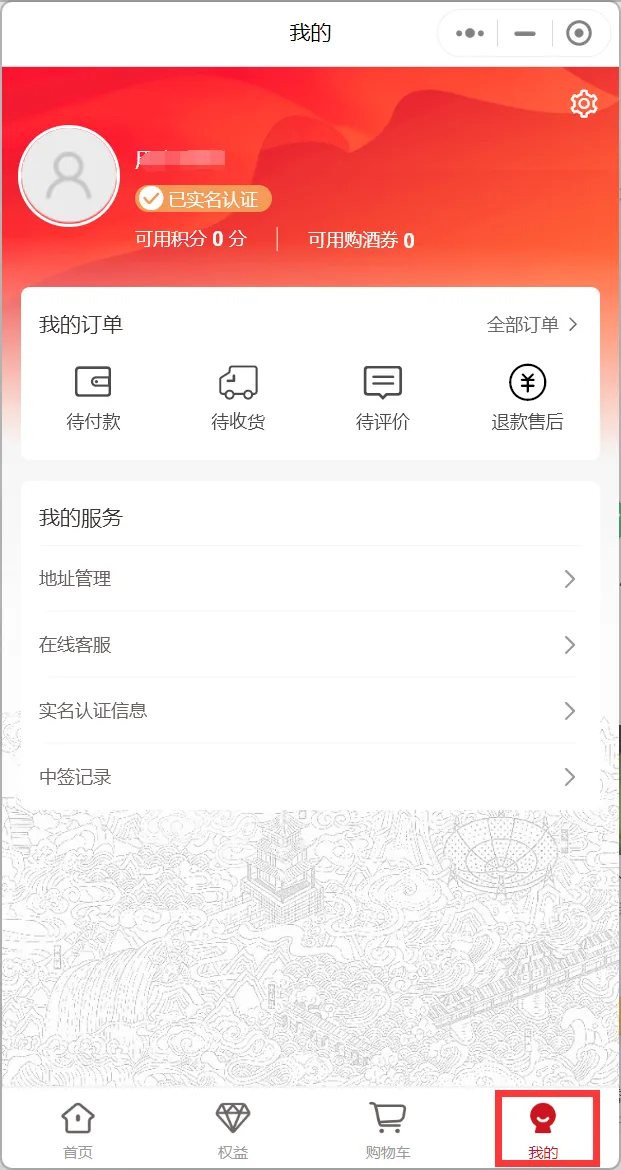 我的
已实名认证
可用积分 0 分 可用购酒券 0
我的订单 全部订单
待付款 待收货 待评价 退款售后
我的服务
地址管理
在线客服
实名认证信息
中签记录
首页 权益 购物车 我的